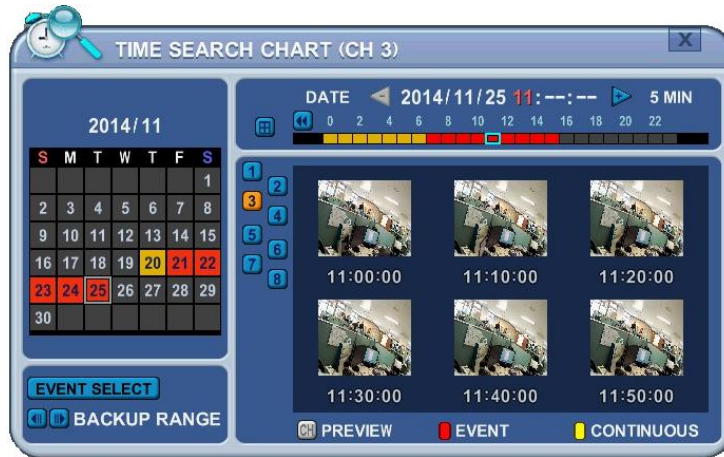 TIME SEARCH CHART (CH 3)
X
2014/11
S M T W T F S
1
2 3 4 5 6 7 8
9 10 11 12 13 14 15
16 17 18 19 20 21 22
23 24 25 26 27 28 29
30
EVENT SELECT
BACKUP RANGE
DATE 2014/11/25 11:--:-- 5 MIN
0 2 4 6 8 10 12 14 16 18 20 22
1
2
3
4
5
6
7
8
11:00:00 11:10:00 11:20:00
11:30:00 11:40:00 11:50:00
CH PREVIEW EVENT CONTINUOUS